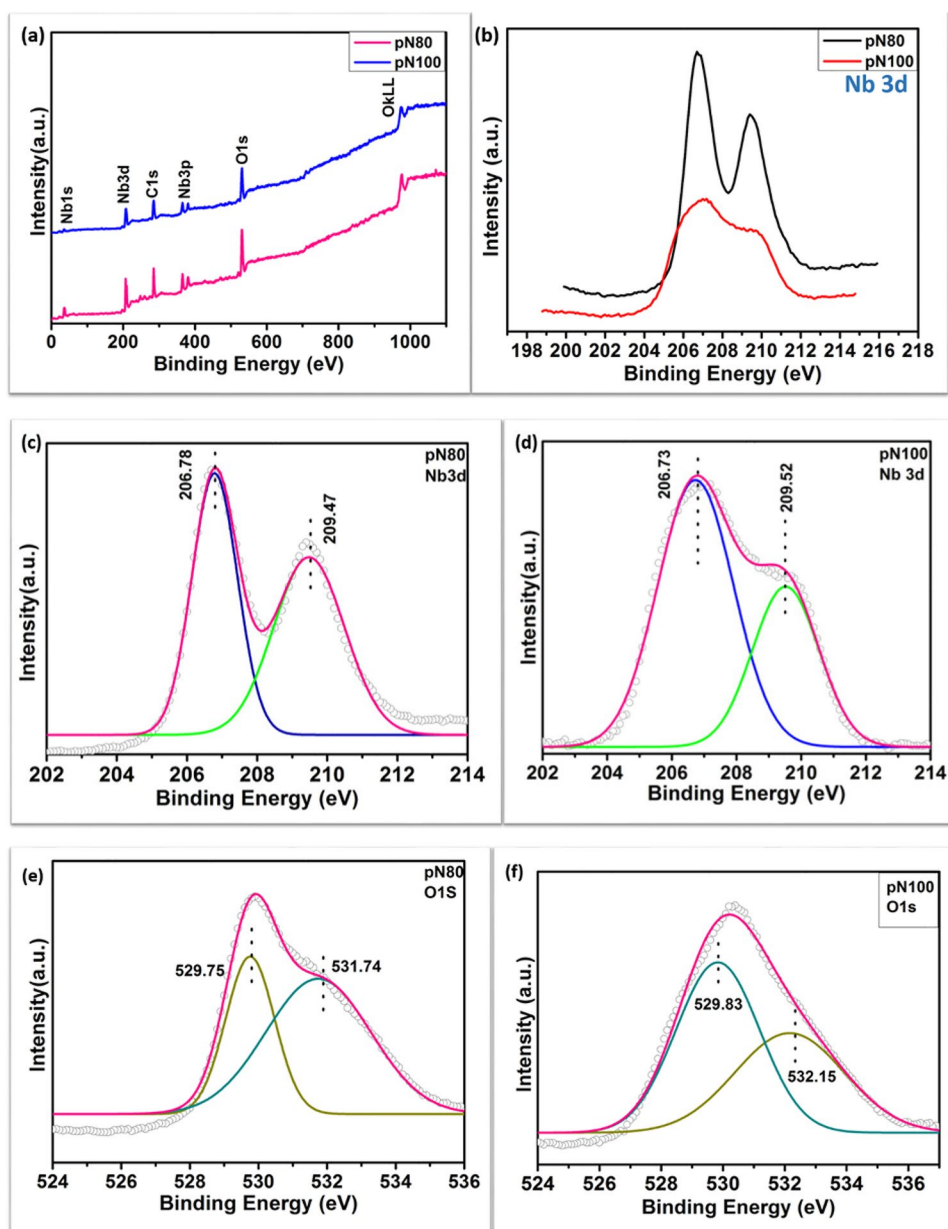 (a)
pN80
pN100
Nb1s
Nb3d
C1s
Nb3p
O1s
OkLL
Intensity(a.u.)
0 200 400 600 800 1000
Binding Energy (eV)
(b)
pN80
pN100
Nb 3d
Intensity (a.u.)
198 200 202 204 206 208 210 212 214 216 218
Binding Energy (eV)
(c)
pN80
Nb3d
206.78
209.47
Intensity(a.u.)
202 204 206 208 210 212 214
Binding Energy (eV)
(d)
pN100
Nb 3d
206.73
209.52
Intensity(a.u.)
202 204 206 208 210 212 214
Binding Energy (eV)
(e)
pN80
O1S
529.75
531.74
Intensity(a.u.)
524 526 528 530 532 534 536
Binding Energy (eV)
(f)
pN100
O1s
529.83
532.15
Intensity (a.u.)
524 526 528 530 532 534 536
Binding Energy (eV)